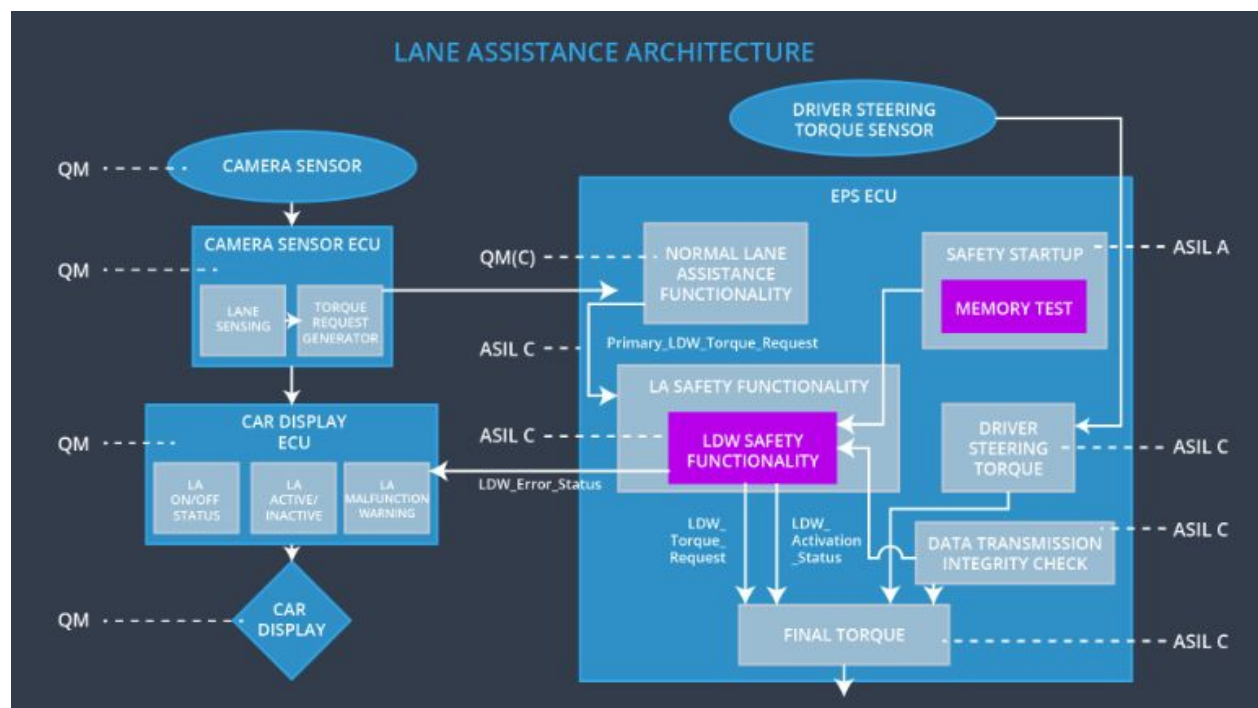 LANE ASSISTANCE ARCHITECTURE
DRIVER STEERING
TORQUE SENSOR
QM
CAMERA SENSOR
EPS ECU
CAMERA SENSOR ECU
QM
LANE
SENSING
TORQUE
REQUEST
GENERATOR
QM(C)
NORMAL LANE
ASSISTANCE
FUNCTIONALITY
SAFETY STARTUP
ASIL A
MEMORY TEST
ASIL C
Primary_LDW_Torque_Request
LA SAFETY FUNCTIONALITY
CAR DISPLAY
ECU
QM
LA
ON/OFF
STATUS
LA
ACTIVE/
INACTIVE
LA
MALFUNCTION
WARNING
ASIL C
LDW SAFETY
FUNCTIONALITY
DRIVER
STEERING
TORQUE
ASIL C
LDW_Error_Status
LDW_
Torque_
Request
LDW_
Activation
_Status
DATA TRANSMISSION
INTEGRITY CHECK
ASIL C
QM
CAR
DISPLAY
FINAL TORQUE
ASIL C